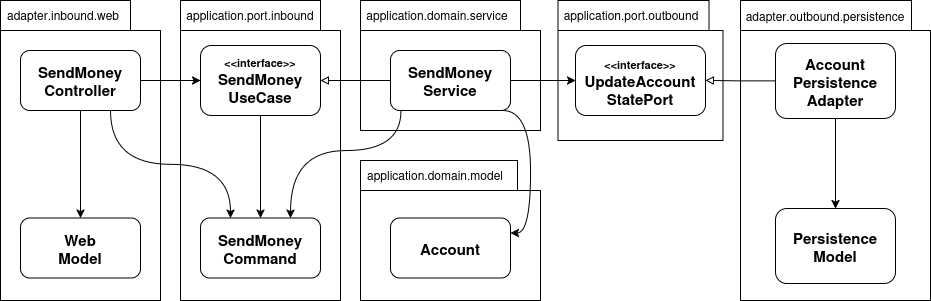 adapter.inbound.web
application.port.inbound
application.domain.service
application.port.outbound
adapter.outbound.persistence
SendMoney
Controller
<<interface>>
SendMoney
UseCase
SendMoney
Service
<<interface>>
UpdateAccount
StatePort
Account
Persistence
Adapter
application.domain.model
Web
Model
SendMoney
Command
Account
Persistence
Model